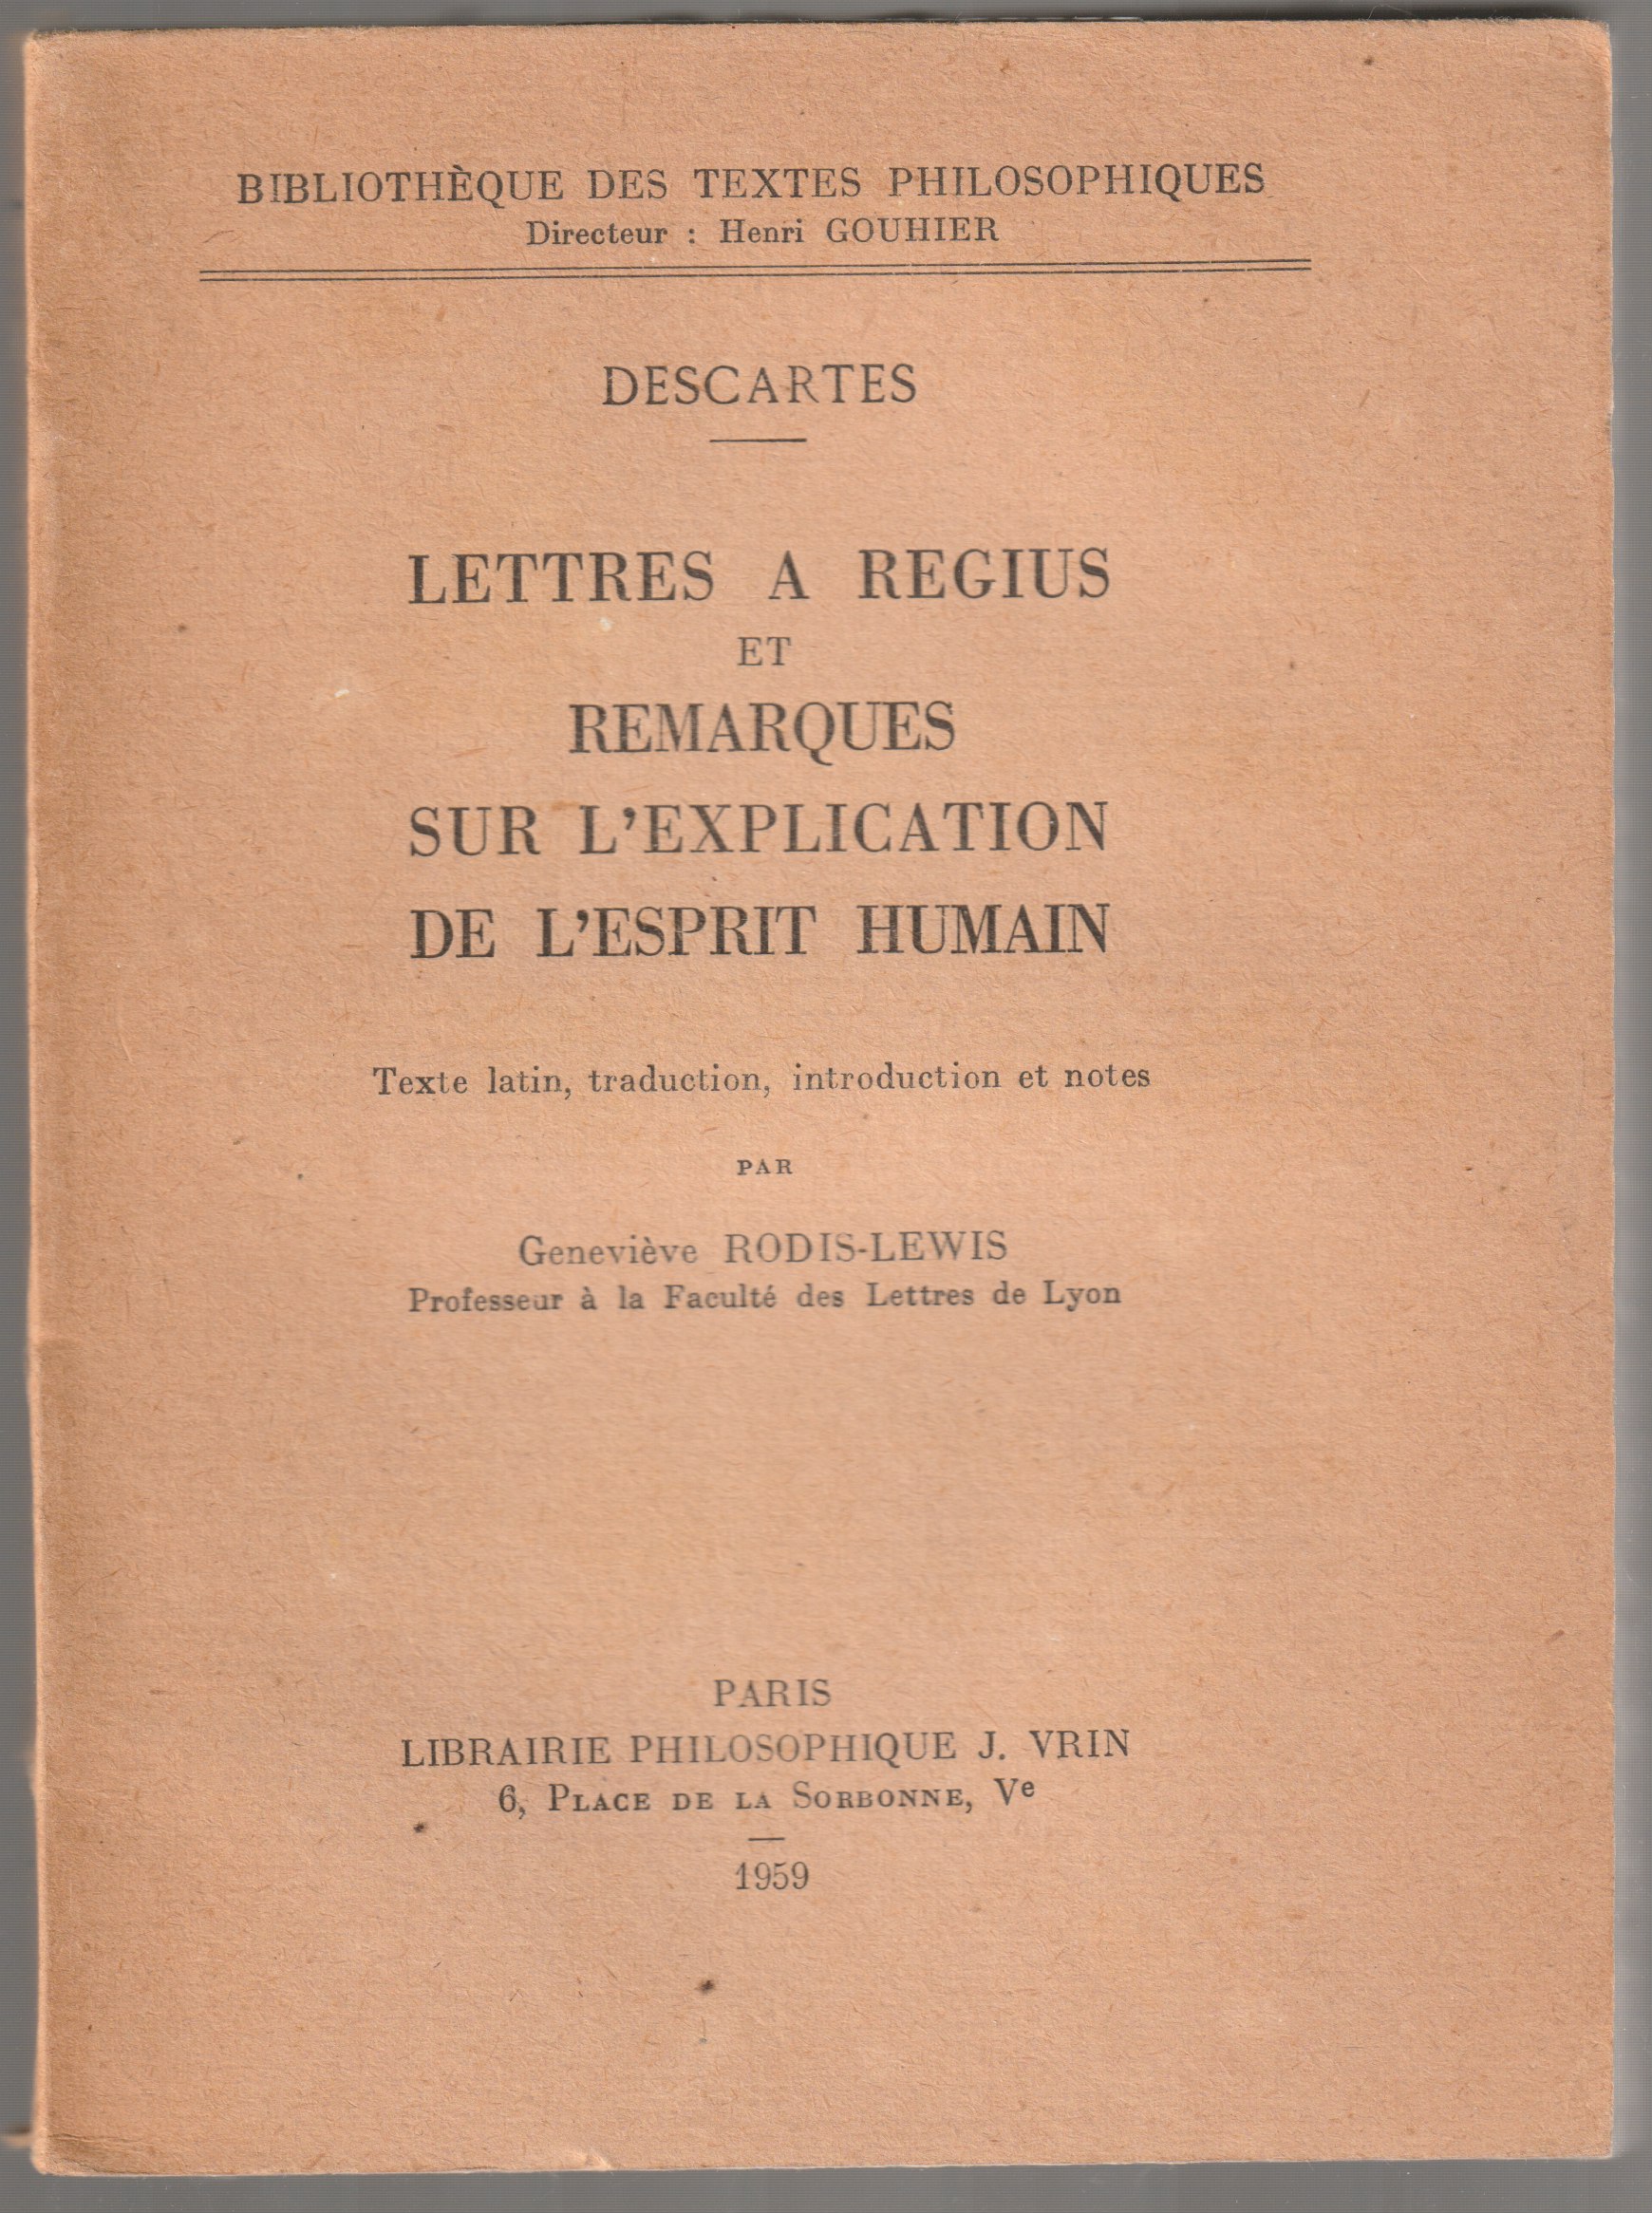 BIBLIOTHÈQUE DES TEXTES PHILOSOPHIQUES
Directeur : Henri GOUHIER
DESCARTES
LETTRES A REGIUS
ET
REMARQUES
SUR L'EXPLICATION
DE L'ESPRIT HUMAIN
Texte latin, traduction, introduction et notes
PAR
Geneviève RODIS-LEWIS
Professeur à la Faculté des Lettres de Lyon
PARIS
LIBRAIRIE PHILOSOPHIQUE J. VRIN
6, PLACE DE LA SORBONNE, Ve
1959